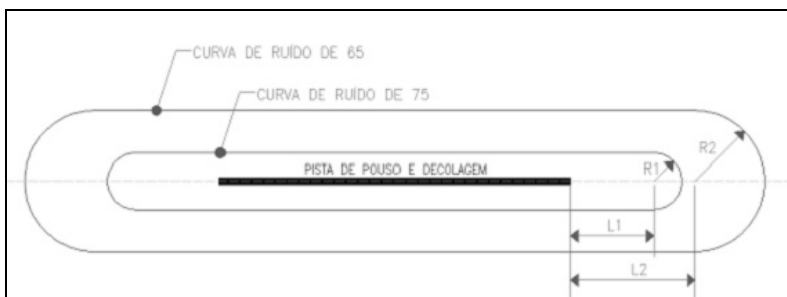 CURVA DE RUÍDO DE 65
CURVA DE RUÍDO DE 75
PISTA DE POUSO E DECOLAGEM
R1
R2
L1
L2